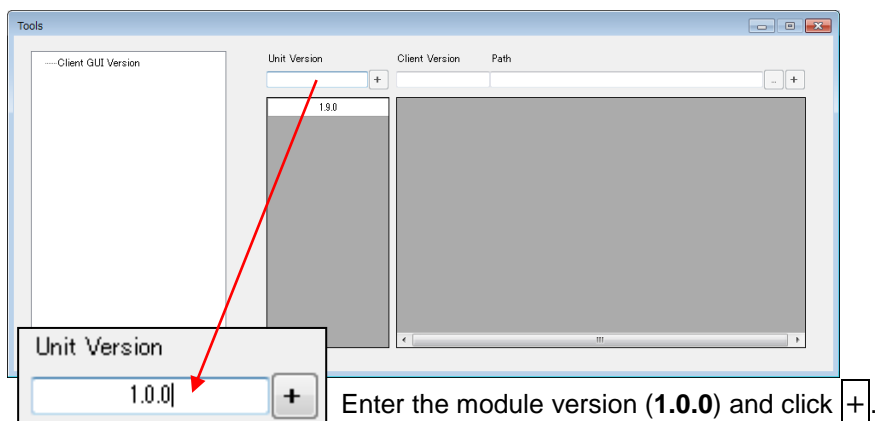 Tools
Client GUI Version
Unit Version Client Version Path
+ .. +
1.9.0
Unit Version
1.0.0 +
Enter the module version (1.0.0) and click +.